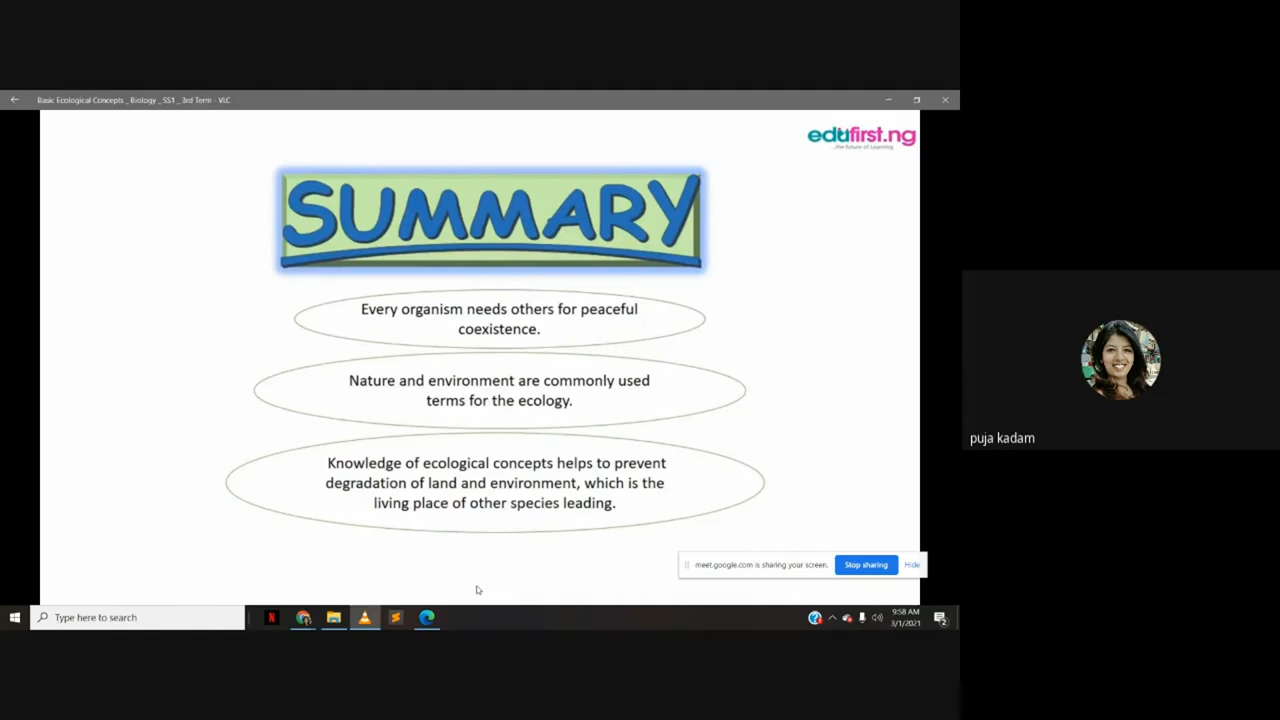 Basic Ecological Concepts _ Biology _ SS1 _ 3rd Term - VLC
edufirst.ng
...the future of Learning
SUMMARY
Every organism needs others for peaceful
coexistence.
Nature and environment are commonly used
terms for the ecology.
Knowledge of ecological concepts helps to prevent
degradation of land and environment, which is the
living place of other species leading.
puja kadam
meet.google.com is sharing your screen.
Stop sharing
Hide
Type here to search
9:58 AM
3/1/2021
2